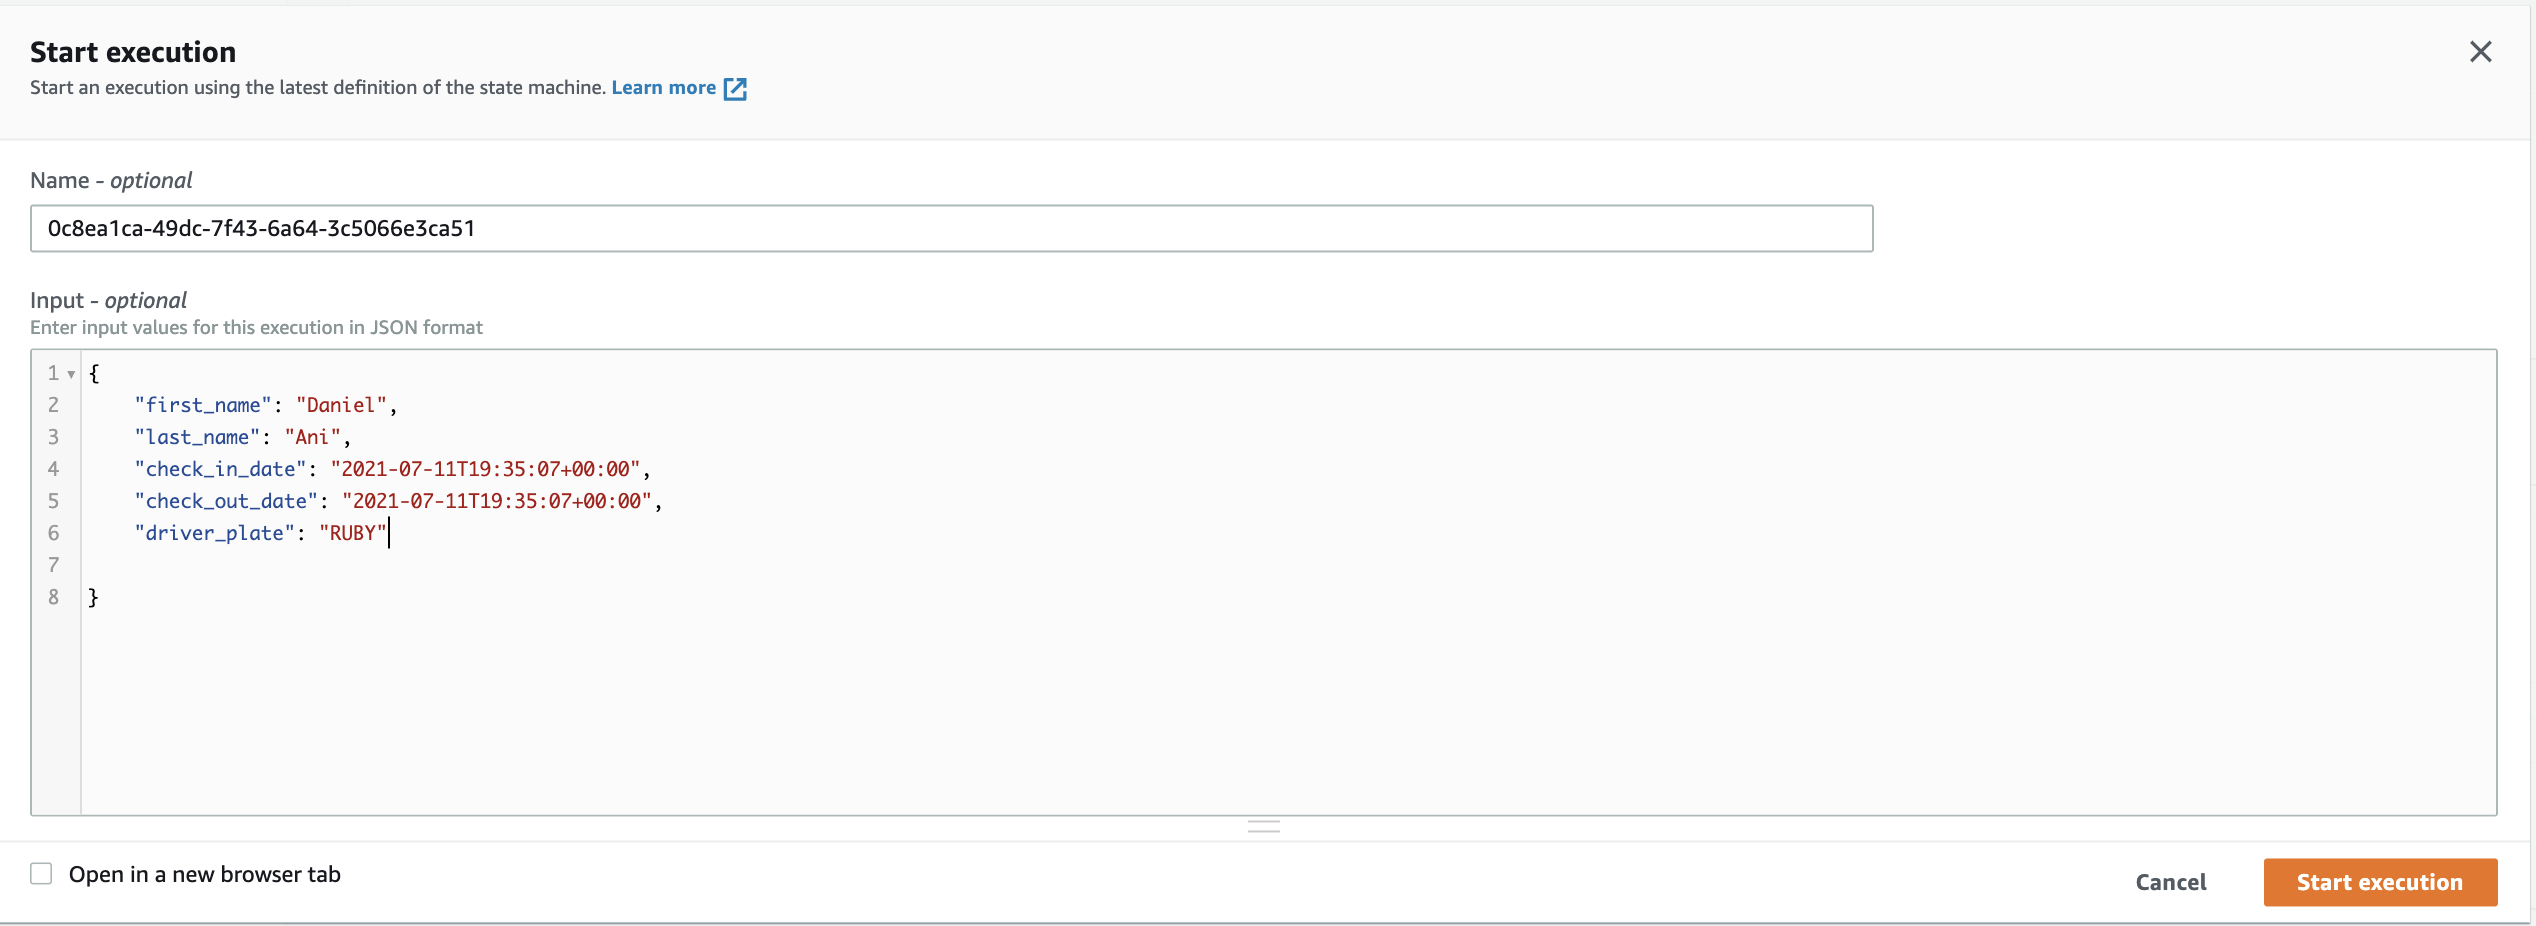 Start execution
Start an execution using the latest definition of the state machine. Learn more
Name - optional
0c8ea1ca-49dc-7f43-6a64-3c5066e3ca51
Input - optional
Enter input values for this execution in JSON format
1 {
2 "first_name": "Daniel",
3 "last_name": "Ani",
4 "check_in_date": "2021-07-11T19:35:07+00:00",
5 "check_out_date": "2021-07-11T19:35:07+00:00",
6 "driver_plate": "RUBY"
7
8 }
Open in a new browser tab
Cancel
Start execution